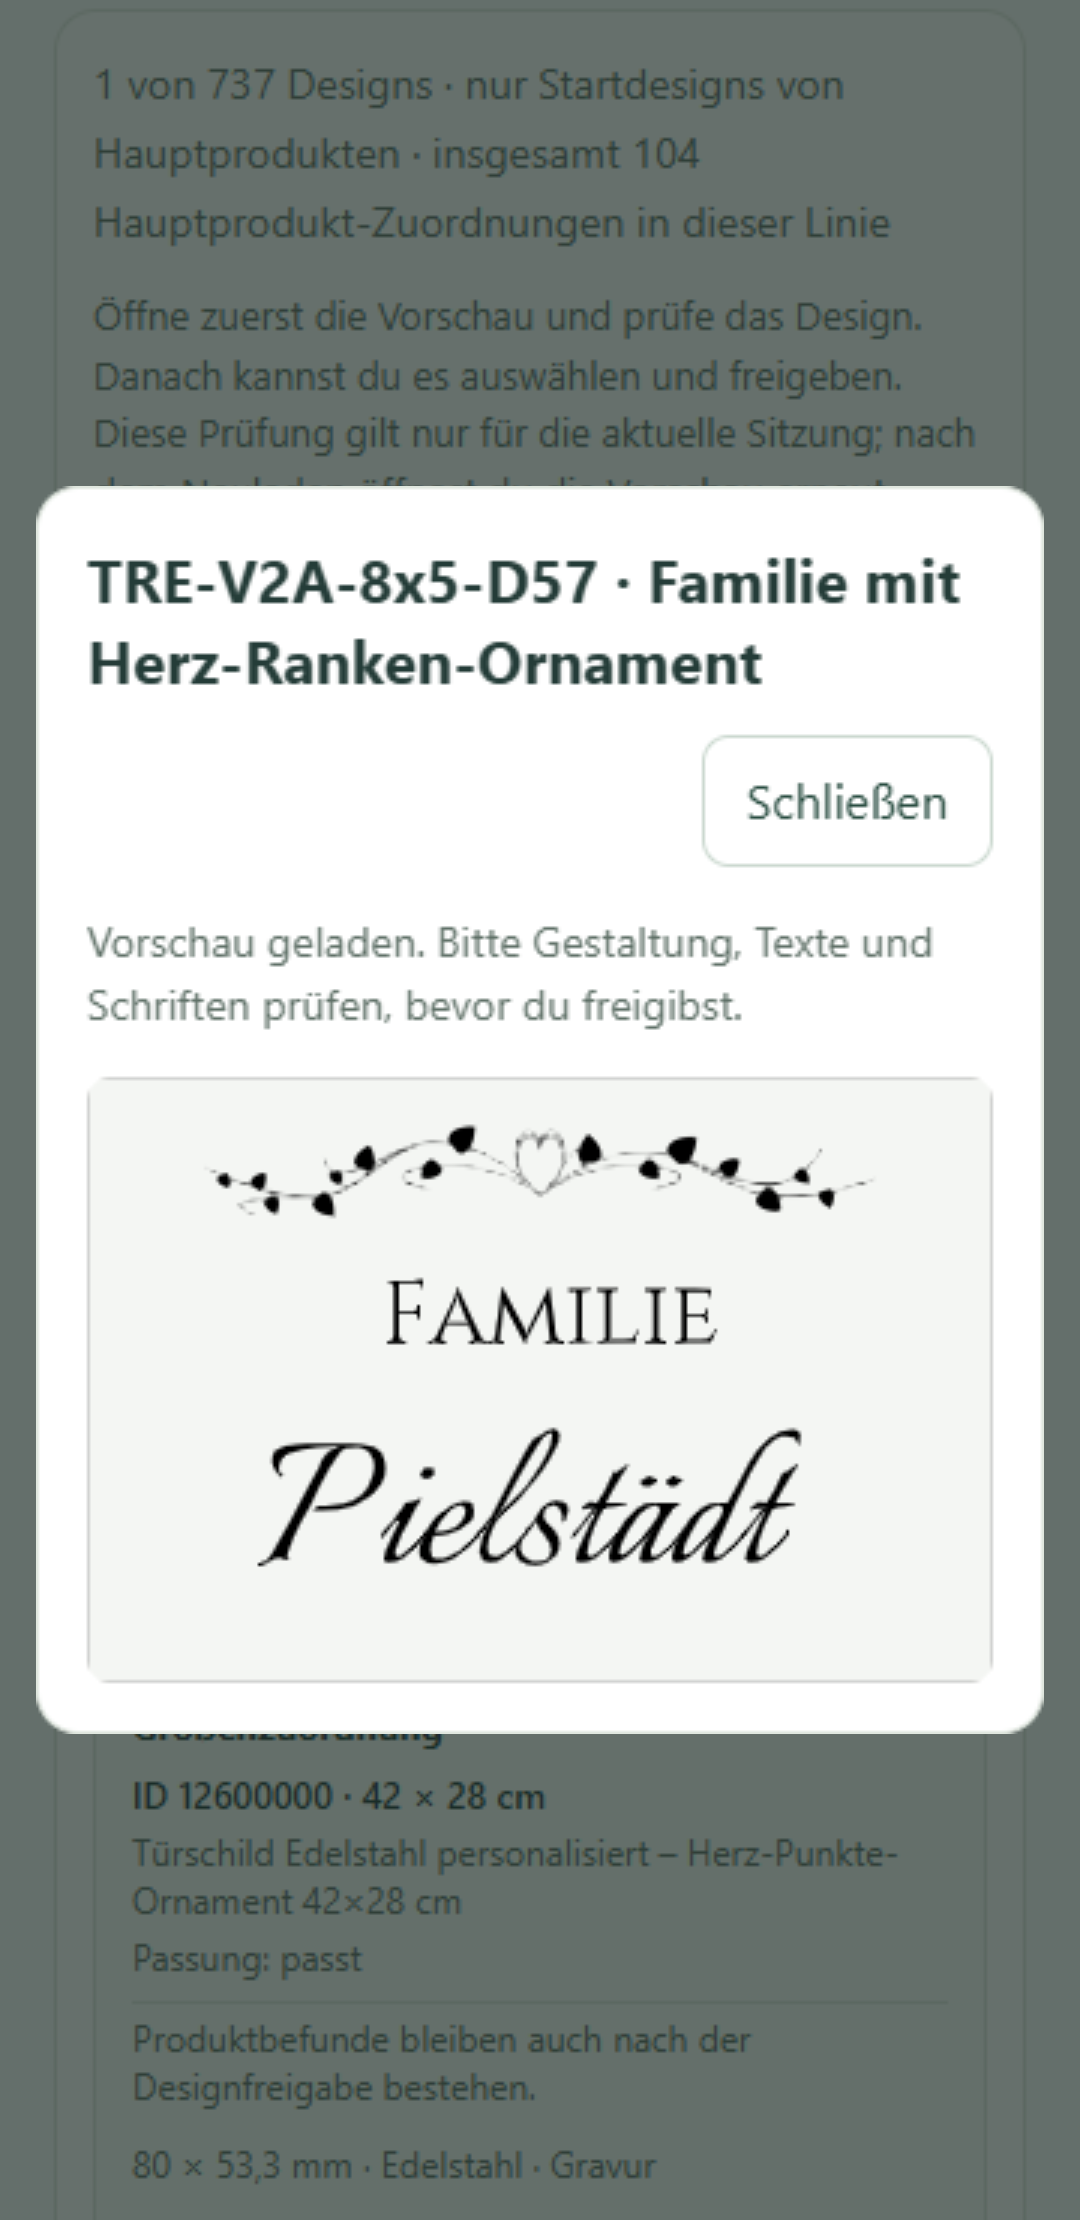 1 von 737 Designs · nur Startdesigns von
Hauptprodukten · insgesamt 104
Hauptprodukt-Zuordnungen in dieser Linie
Öffne zuerst die Vorschau und prüfe das Design.
Danach kannst du es auswählen und freigeben.
Diese Prüfung gilt nur für die aktuelle Sitzung; nach
TRE-V2A-8x5-D57 · Familie mit
Herz-Ranken-Ornament
Schließen
Vorschau geladen. Bitte Gestaltung, Texte und
Schriften prüfen, bevor du freigibst.
FAMILIE
Pielstädt
Größenzuordnung
ID 12600000 · 42 × 28 cm
Türschild Edelstahl personalisiert – Herz-Punkte-
Ornament 42×28 cm
Passung: passt
Produktbefunde bleiben auch nach der
Designfreigabe bestehen.
80 × 53,3 mm · Edelstahl · Gravur